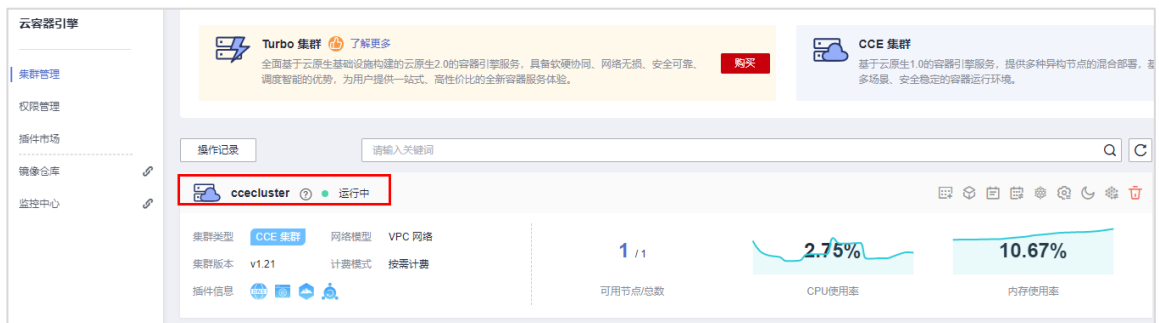 云容器引擎
集群管理
权限管理
插件市场
镜像仓库
监控中心
Turbo 集群 了解更多
全面基于云原生基础设施构建的云原生2.0的容器引擎服务，具备软硬协同、网络无损、安全可靠、
调度智能的优势，为用户提供一站式、高性价比的全新容器服务体验。
购买
CCE 集群
基于云原生1.0的容器引擎服务，提供多种异构节点的混合部署，基
多场景、安全稳定的容器运行环境。
操作记录
请输入关键词
ccecluster ? 运行中
集群类型 CCE 集群 网络模型 VPC 网络
集群版本 v1.21 计费模式 按需计费
插件信息 DNS
1 / 1
可用节点/总数
2.75%
CPU使用率
10.67%
内存使用率